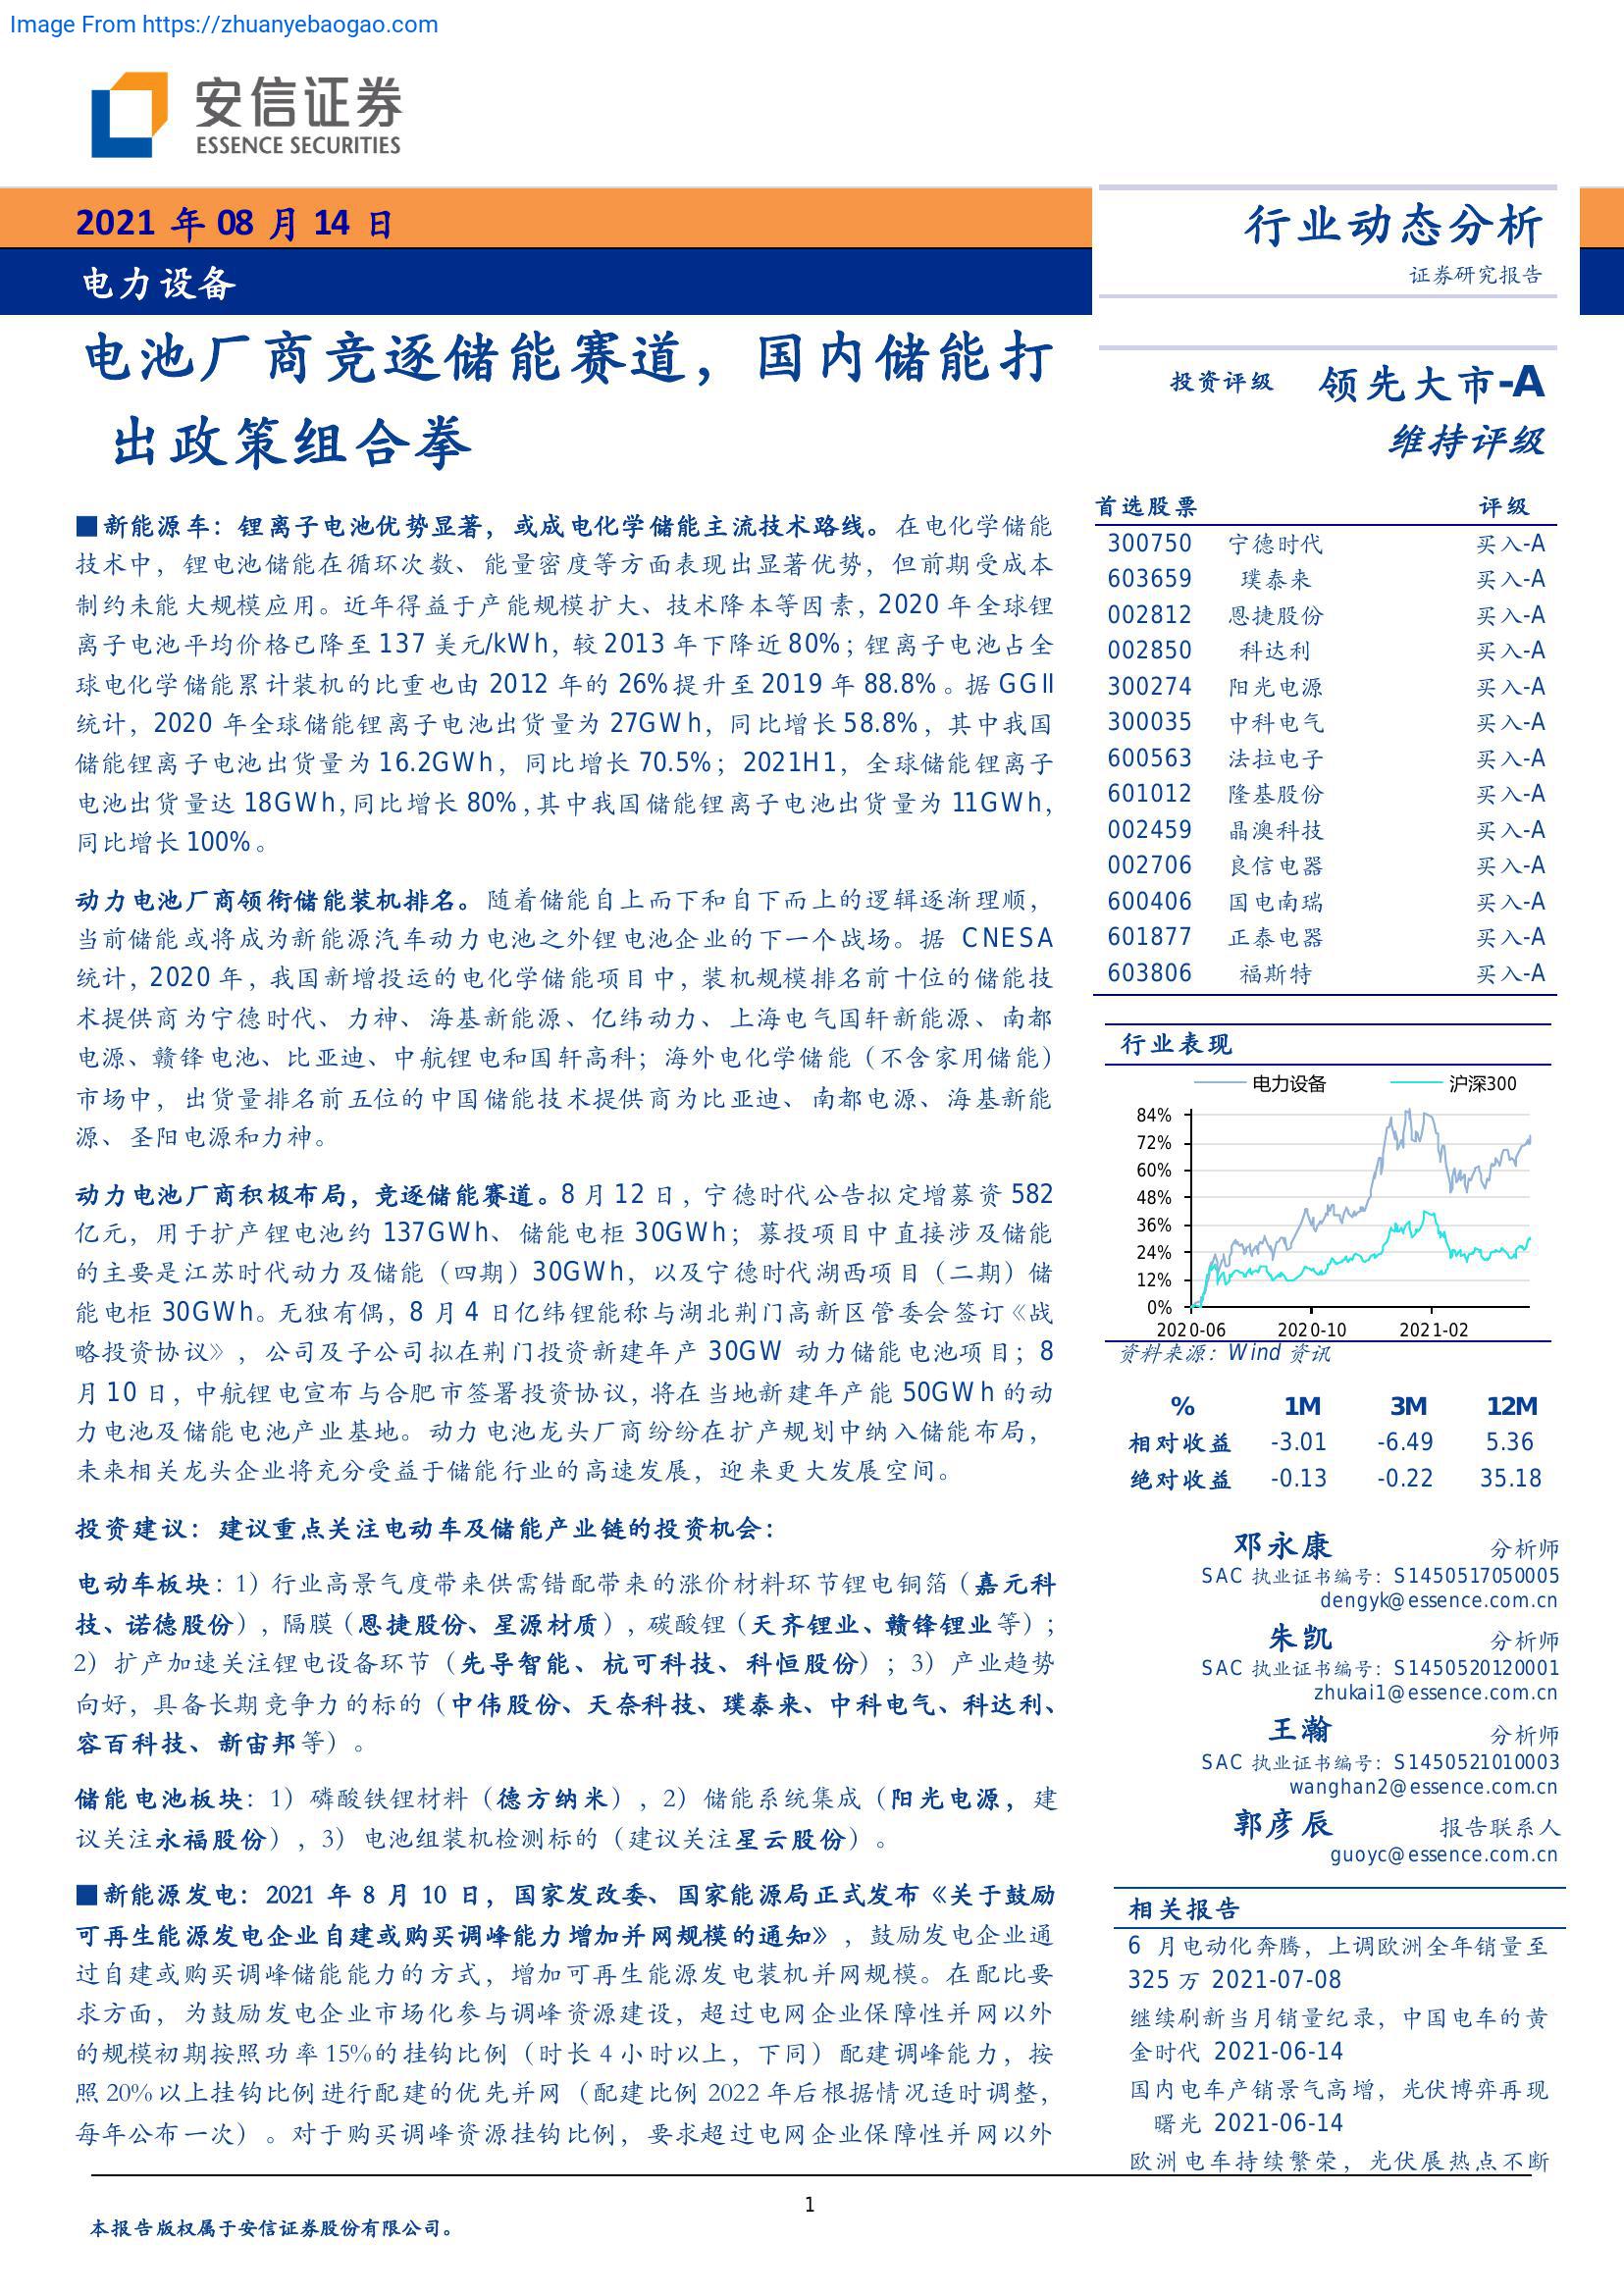 Image From https://zhuanyebaogao.com
安信证券
ESSENCE SECURITIES
2021 年 08 月 14 日
电力设备
电池厂商竞逐储能赛道，国内储能打
出政策组合拳
■新能源车：锂离子电池优势显著，或成电化学储能主流技术路线。在电化学储能
技术中，锂电池储能在循环次数、能量密度等方面表现出显著优势，但前期受成本
制约未能大规模应用。近年得益于产能规模扩大、技术降本等因素，2020 年全球锂
离子电池平均价格已降至 137 美元/kWh，较 2013 年下降近 80%；锂离子电池占全
球电化学储能累计装机的比重也由 2012 年的 26%提升至 2019 年 88.8%。据 GGII
统计，2020 年全球储能锂离子电池出货量为 27GWh，同比增长 58.8%，其中我国
储能锂离子电池出货量为 16.2GWh，同比增长 70.5%；2021H1，全球储能锂离子
电池出货量达 18GWh，同比增长 80%，其中我国储能锂离子电池出货量为 11GWh，
同比增长 100%。
动力电池厂商领衔储能装机排名。随着储能自上而下和自下而上的逻辑逐渐理顺，
当前储能或将成为新能源汽车动力电池之外锂电池企业的下一个战场。据 CNESA
统计，2020 年，我国新增投运的电化学储能项目中，装机规模排名前十位的储能技
术提供商为宁德时代、力神、海基新能源、亿纬动力、上海电气国轩新能源、南都
电源、赣锋电池、比亚迪、中航锂电和国轩高科；海外电化学储能（不含家用储能）
市场中，出货量排名前五位的中国储能技术提供商为比亚迪、南都电源、海基新能
源、圣阳电源和力神。
动力电池厂商积极布局，竞逐储能赛道。8 月 12 日，宁德时代公告拟定增募资 582
亿元，用于扩产锂电池约 137GWh、储能电柜 30GWh；募投项目中直接涉及储能
的主要是江苏时代动力及储能（四期）30GWh，以及宁德时代湖西项目（二期）储
能电柜 30GWh。无独有偶，8 月 4 日亿纬锂能称与湖北荆门高新区管委会签订《战
略投资协议》，公司及子公司拟在荆门投资新建年产 30GW 动力储能电池项目；8
月 10 日，中航锂电宣布与合肥市签署投资协议，将在当地新建年产能 50GWh 的动
力电池及储能电池产业基地。动力电池龙头厂商纷纷在扩产规划中纳入储能布局，
未来相关龙头企业将充分受益于储能行业的高速发展，迎来更大发展空间。
投资建议：建议重点关注电动车及储能产业链的投资机会：
电动车板块：1）行业高景气度带来供需错配带来的涨价材料环节锂电铜箔（嘉元科
技、诺德股份），隔膜（恩捷股份、星源材质），碳酸锂（天齐锂业、赣锋锂业等）；
2）扩产加速关注锂电设备环节（先导智能、杭可科技、科恒股份）；3）产业趋势
向好，具备长期竞争力的标的（中伟股份、天奈科技、璞泰来、中科电气、科达利、
容百科技、新宙邦等）。
储能电池板块：1）磷酸铁锂材料（德方纳米），2）储能系统集成（阳光电源，建
议关注永福股份），3）电池组装机检测标的（建议关注星云股份）。
■新能源发电：2021 年 8 月 10 日，国家发改委、国家能源局正式发布《关于鼓励
可再生能源发电企业自建或购买调峰能力增加并网规模的通知》，鼓励发电企业通
过自建或购买调峰储能能力的方式，增加可再生能源发电装机并网规模。在配比要
求方面，为鼓励发电企业市场化参与调峰资源建设，超过电网企业保障性并网以外
的规模初期按照功率 15%的挂钩比例（时长 4 小时以上，下同）配建调峰能力，按
照 20%以上挂钩比例进行配建的优先并网（配建比例 2022 年后根据情况适时调整，
每年公布一次）。对于购买调峰资源挂钩比例，要求超过电网企业保障性并网以外
行业动态分析
证券研究报告
投资评级 领先大市-A
维持评级
首选股票 评级
300750 宁德时代 买入-A
603659 璞泰来 买入-A
002812 恩捷股份 买入-A
002850 科达利 买入-A
300274 阳光电源 买入-A
300035 中科电气 买入-A
600563 法拉电子 买入-A
601012 隆基股份 买入-A
002459 晶澳科技 买入-A
002706 良信电器 买入-A
600406 国电南瑞 买入-A
601877 正泰电器 买入-A
603806 福斯特 买入-A
行业表现
电力设备 沪深300
84%
72%
60%
48%
36%
24%
12%
0%
2020-06 2020-10 2021-02
资料来源：Wind 资讯
% 1M 3M 12M
相对收益 -3.01 -6.49 5.36
绝对收益 -0.13 -0.22 35.18
邓永康 分析师
SAC 执业证书编号：S1450517050005
dengyk@essence.com.cn
朱凯 分析师
SAC 执业证书编号：S1450520120001
zhukai1@essence.com.cn
王瀚 分析师
SAC 执业证书编号：S1450521010003
wanghan2@essence.com.cn
郭彦辰 报告联系人
guoyc@essence.com.cn
相关报告
6 月电动化奔腾，上调欧洲全年销量至
325 万 2021-07-08
继续刷新当月销量纪录，中国电车的黄
金时代 2021-06-14
国内电车产销景气高增，光伏博弈再现
曙光 2021-06-14
欧洲电车持续繁荣，光伏展热点不断
1
本报告版权属于安信证券股份有限公司。